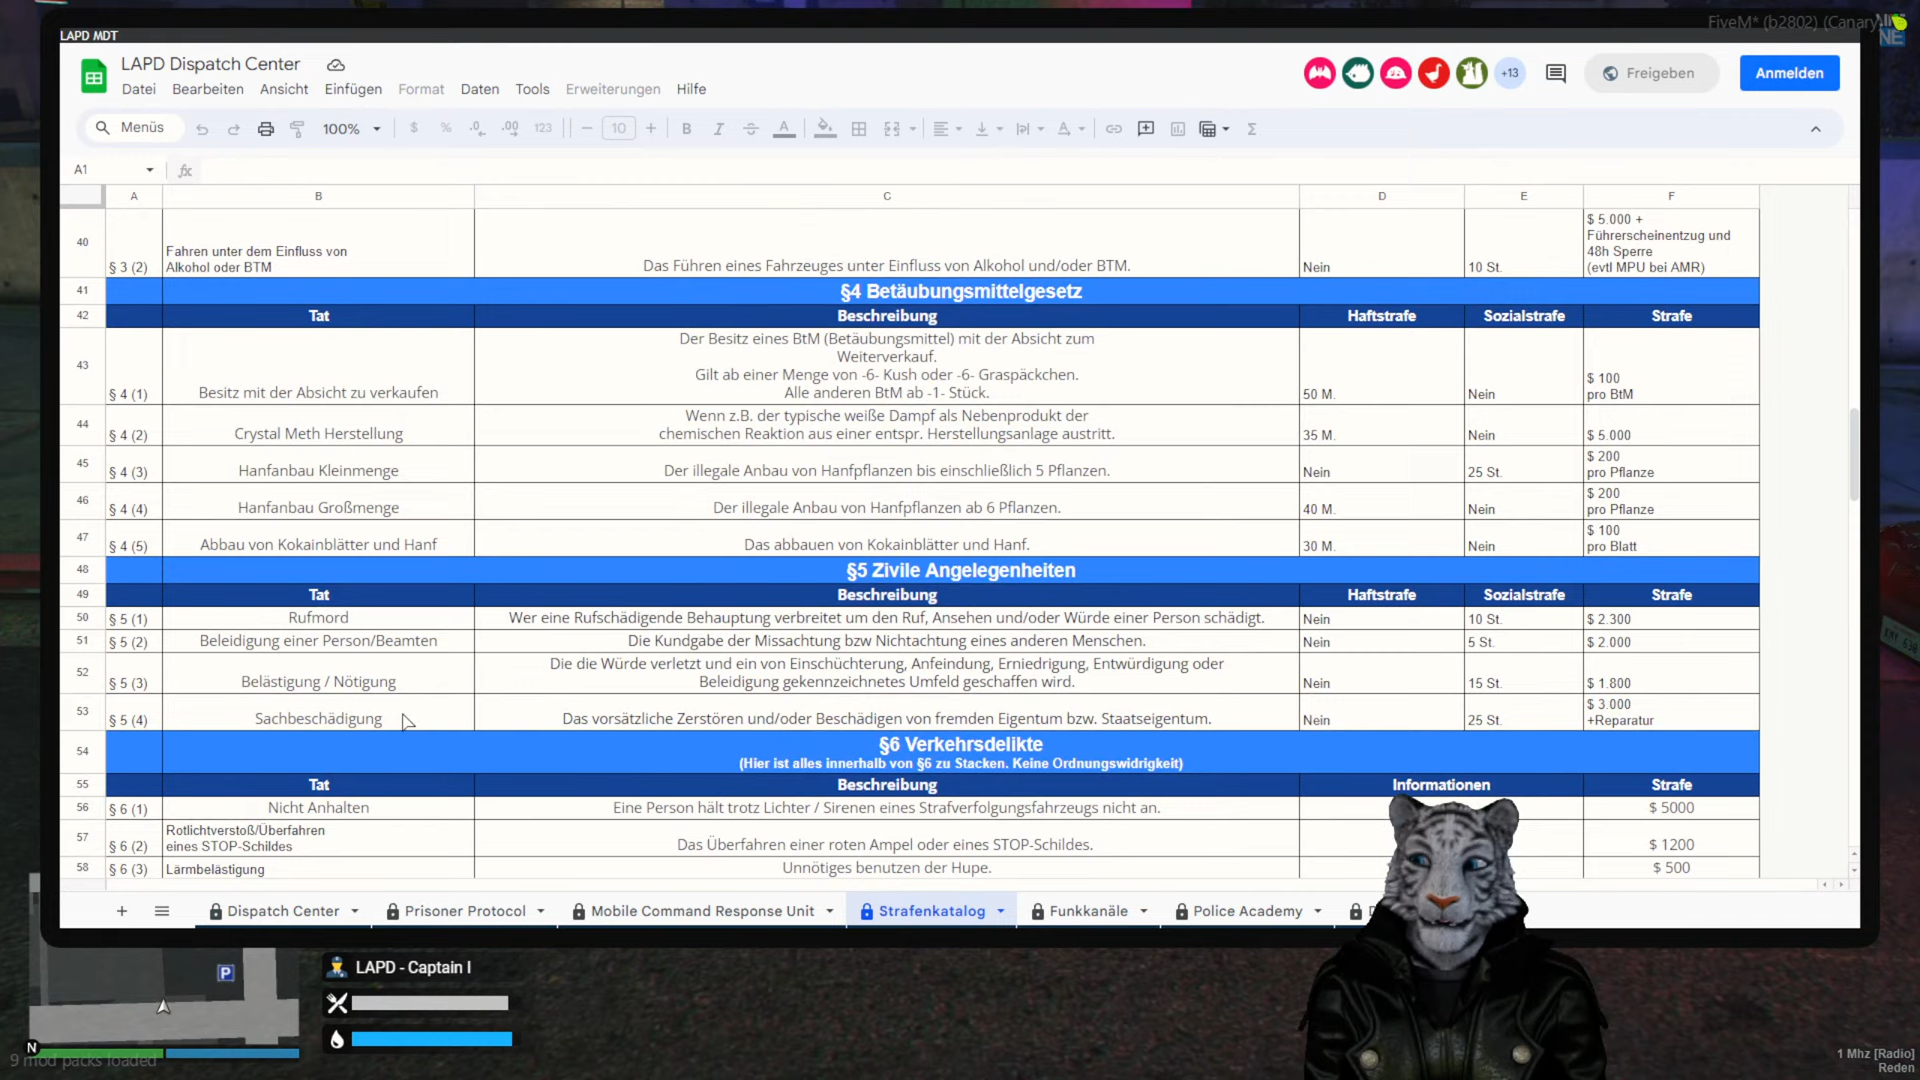 FiveM* (b2802) (Canary)
LAPD MDT
LAPD Dispatch Center
+13
Freigeben
Anmelden
Datei Bearbeiten Ansicht Einfügen Format Daten Tools Erweiterungen Hilfe
Menüs 100% $ % .0 .00 123 10 B I A Σ
A1 fx
A B C D E F
40 § 3 (2) Fahren unter dem Einfluss von
Alkohol oder BTM
Das Führen eines Fahrzeuges unter Einfluss von Alkohol und/oder BTM.
Nein
10 St.
$ 5.000 +
Führerscheinentzug und
48h Sperre
(evtl MPU bei AMR)
41 §4 Betäubungsmittelgesetz
42 Tat Beschreibung Haftstrafe Sozialstrafe Strafe
43 § 4 (1) Besitz mit der Absicht zu verkaufen
Der Besitz eines BtM (Betäubungsmittel) mit der Absicht zum
Weiterverkauf.
Gilt ab einer Menge von -6- Kush oder -6- Graspäckchen.
Alle anderen BtM ab -1- Stück.
50 M.
Nein
$ 100
pro BtM
44 § 4 (2) Crystal Meth Herstellung
Wenn z.B. der typische weiße Dampf als Nebenprodukt der
chemischen Reaktion aus einer entspr. Herstellungsanlage austritt.
35 M. Nein $ 5.000
45 § 4 (3) Hanfanbau Kleinmenge Der illegale Anbau von Hanfpflanzen bis einschließlich 5 Pflanzen. Nein 25 St.
$ 200
pro Pflanze
46 § 4 (4) Hanfanbau Großmenge Der illegale Anbau von Hanfpflanzen ab 6 Pflanzen. 40 M. Nein
$ 200
pro Pflanze
47 § 4 (5) Abbau von Kokainblätter und Hanf Das abbauen von Kokainblätter und Hanf. 30 M. Nein
$ 100
pro Blatt
48 §5 Zivile Angelegenheiten
49 Tat Beschreibung Haftstrafe Sozialstrafe Strafe
50 § 5 (1) Rufmord Wer eine Rufschädigende Behauptung verbreitet um den Ruf, Ansehen und/oder Würde einer Person schädigt. Nein 10 St. $ 2.300
51 § 5 (2) Beleidigung einer Person/Beamten Die Kundgabe der Missachtung bzw Nichtachtung eines anderen Menschen. Nein 5 St. $ 2.000
52 § 5 (3) Belästigung / Nötigung
Die die Würde verletzt und ein von Einschüchterung, Anfeindung, Erniedrigung, Entwürdigung oder
Beleidigung gekennzeichnetes Umfeld geschaffen wird.
Nein 15 St. $ 1.800
53 § 5 (4) Sachbeschädigung Das vorsätzliche Zerstören und/oder Beschädigen von fremden Eigentum bzw. Staatseigentum. Nein 25 St.
$ 3.000
+Reparatur
54 §6 Verkehrsdelikte
(Hier ist alles innerhalb von §6 zu Stacken. Keine Ordnungswidrigkeit)
55 Tat Beschreibung Informationen Strafe
56 § 6 (1) Nicht Anhalten Eine Person hält trotz Lichter / Sirenen eines Strafverfolgungsfahrzeugs nicht an. $ 5000
57 § 6 (2) Rotlichtverstoß/Überfahren
eines STOP-Schildes
Das Überfahren einer roten Ampel oder eines STOP-Schildes.
$ 1200
58 § 6 (3) Lärmbelästigung Unnötiges benutzen der Hupe. $ 500
Dispatch Center Prisoner Protocol Mobile Command Response Unit Strafenkatalog Funkkanäle Police Academy
P
LAPD - Captain I
N
9 mod packs loaded
1 Mhz [Radio]
Reden